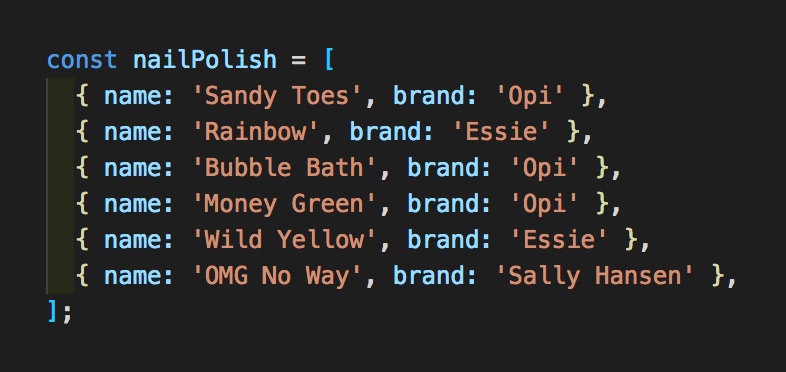 const nailPolish = [
  { name: 'Sandy Toes', brand: 'Opi' },
  { name: 'Rainbow', brand: 'Essie' },
  { name: 'Bubble Bath', brand: 'Opi' },
  { name: 'Money Green', brand: 'Opi' },
  { name: 'Wild Yellow', brand: 'Essie' },
  { name: 'OMG No Way', brand: 'Sally Hansen' },
];